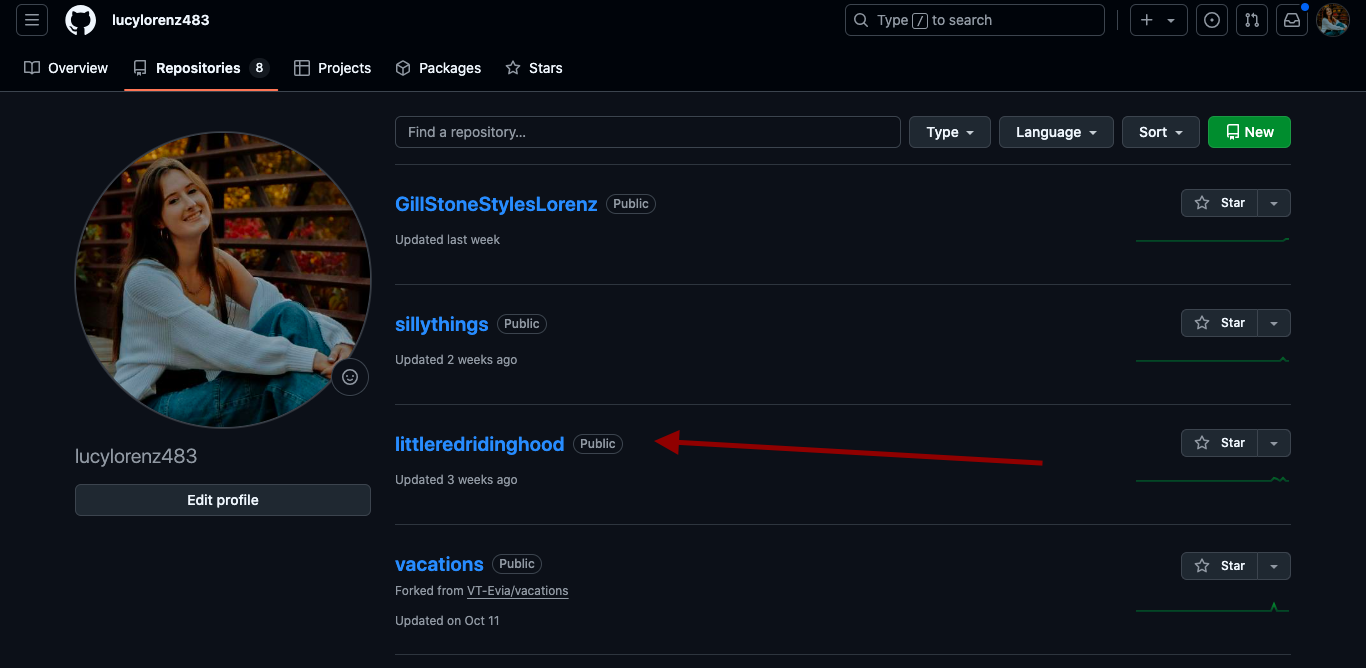 lucylorenz483
Type / to search
Overview
Repositories 8
Projects
Packages
Stars
Find a repository...
Type
Language
Sort
New
GillStoneStylesLorenz Public
Star
Updated last week
sillythings Public
Star
Updated 2 weeks ago
littleredridinghood Public
Star
Updated 3 weeks ago
lucylorenz483
Edit profile
vacations Public
Star
Forked from VT-Evia/vacations
Updated on Oct 11